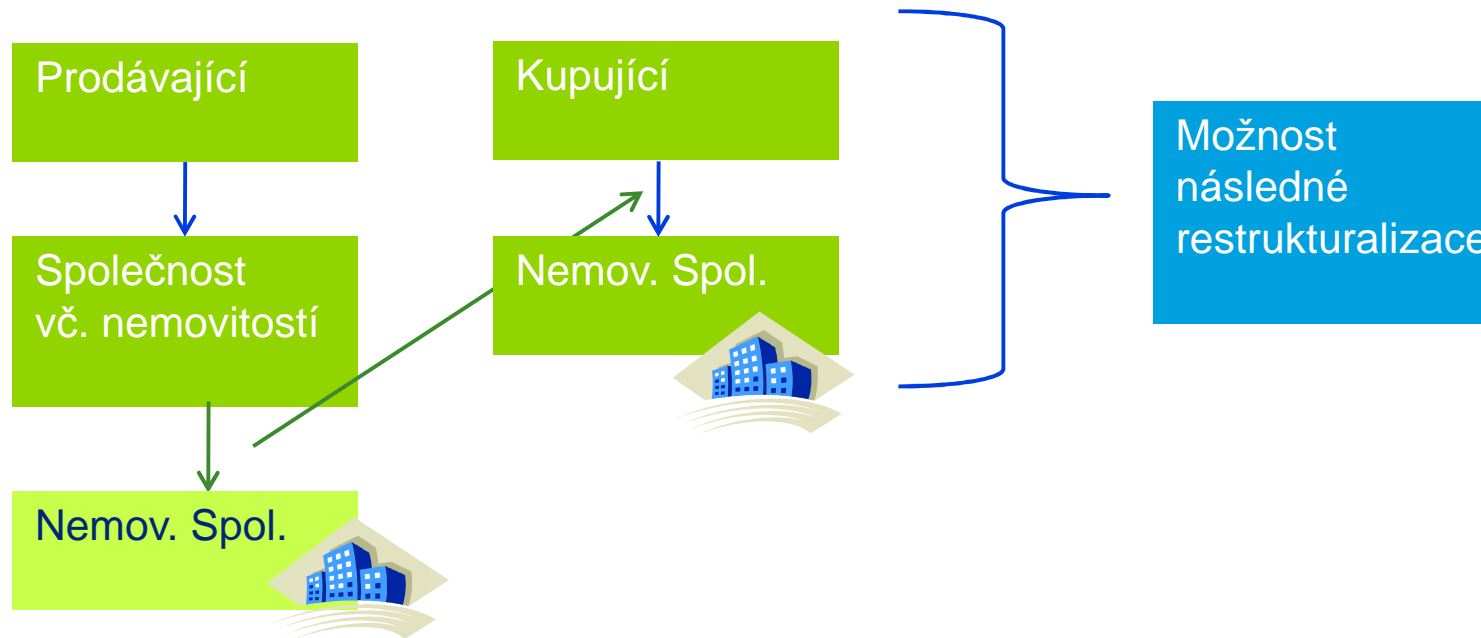 Prodávající
Kupující
Možnost
následné
restrukturalizace
Společnost
vč. nemovitostí
Nemov. Spol.
Nemov. Spol.